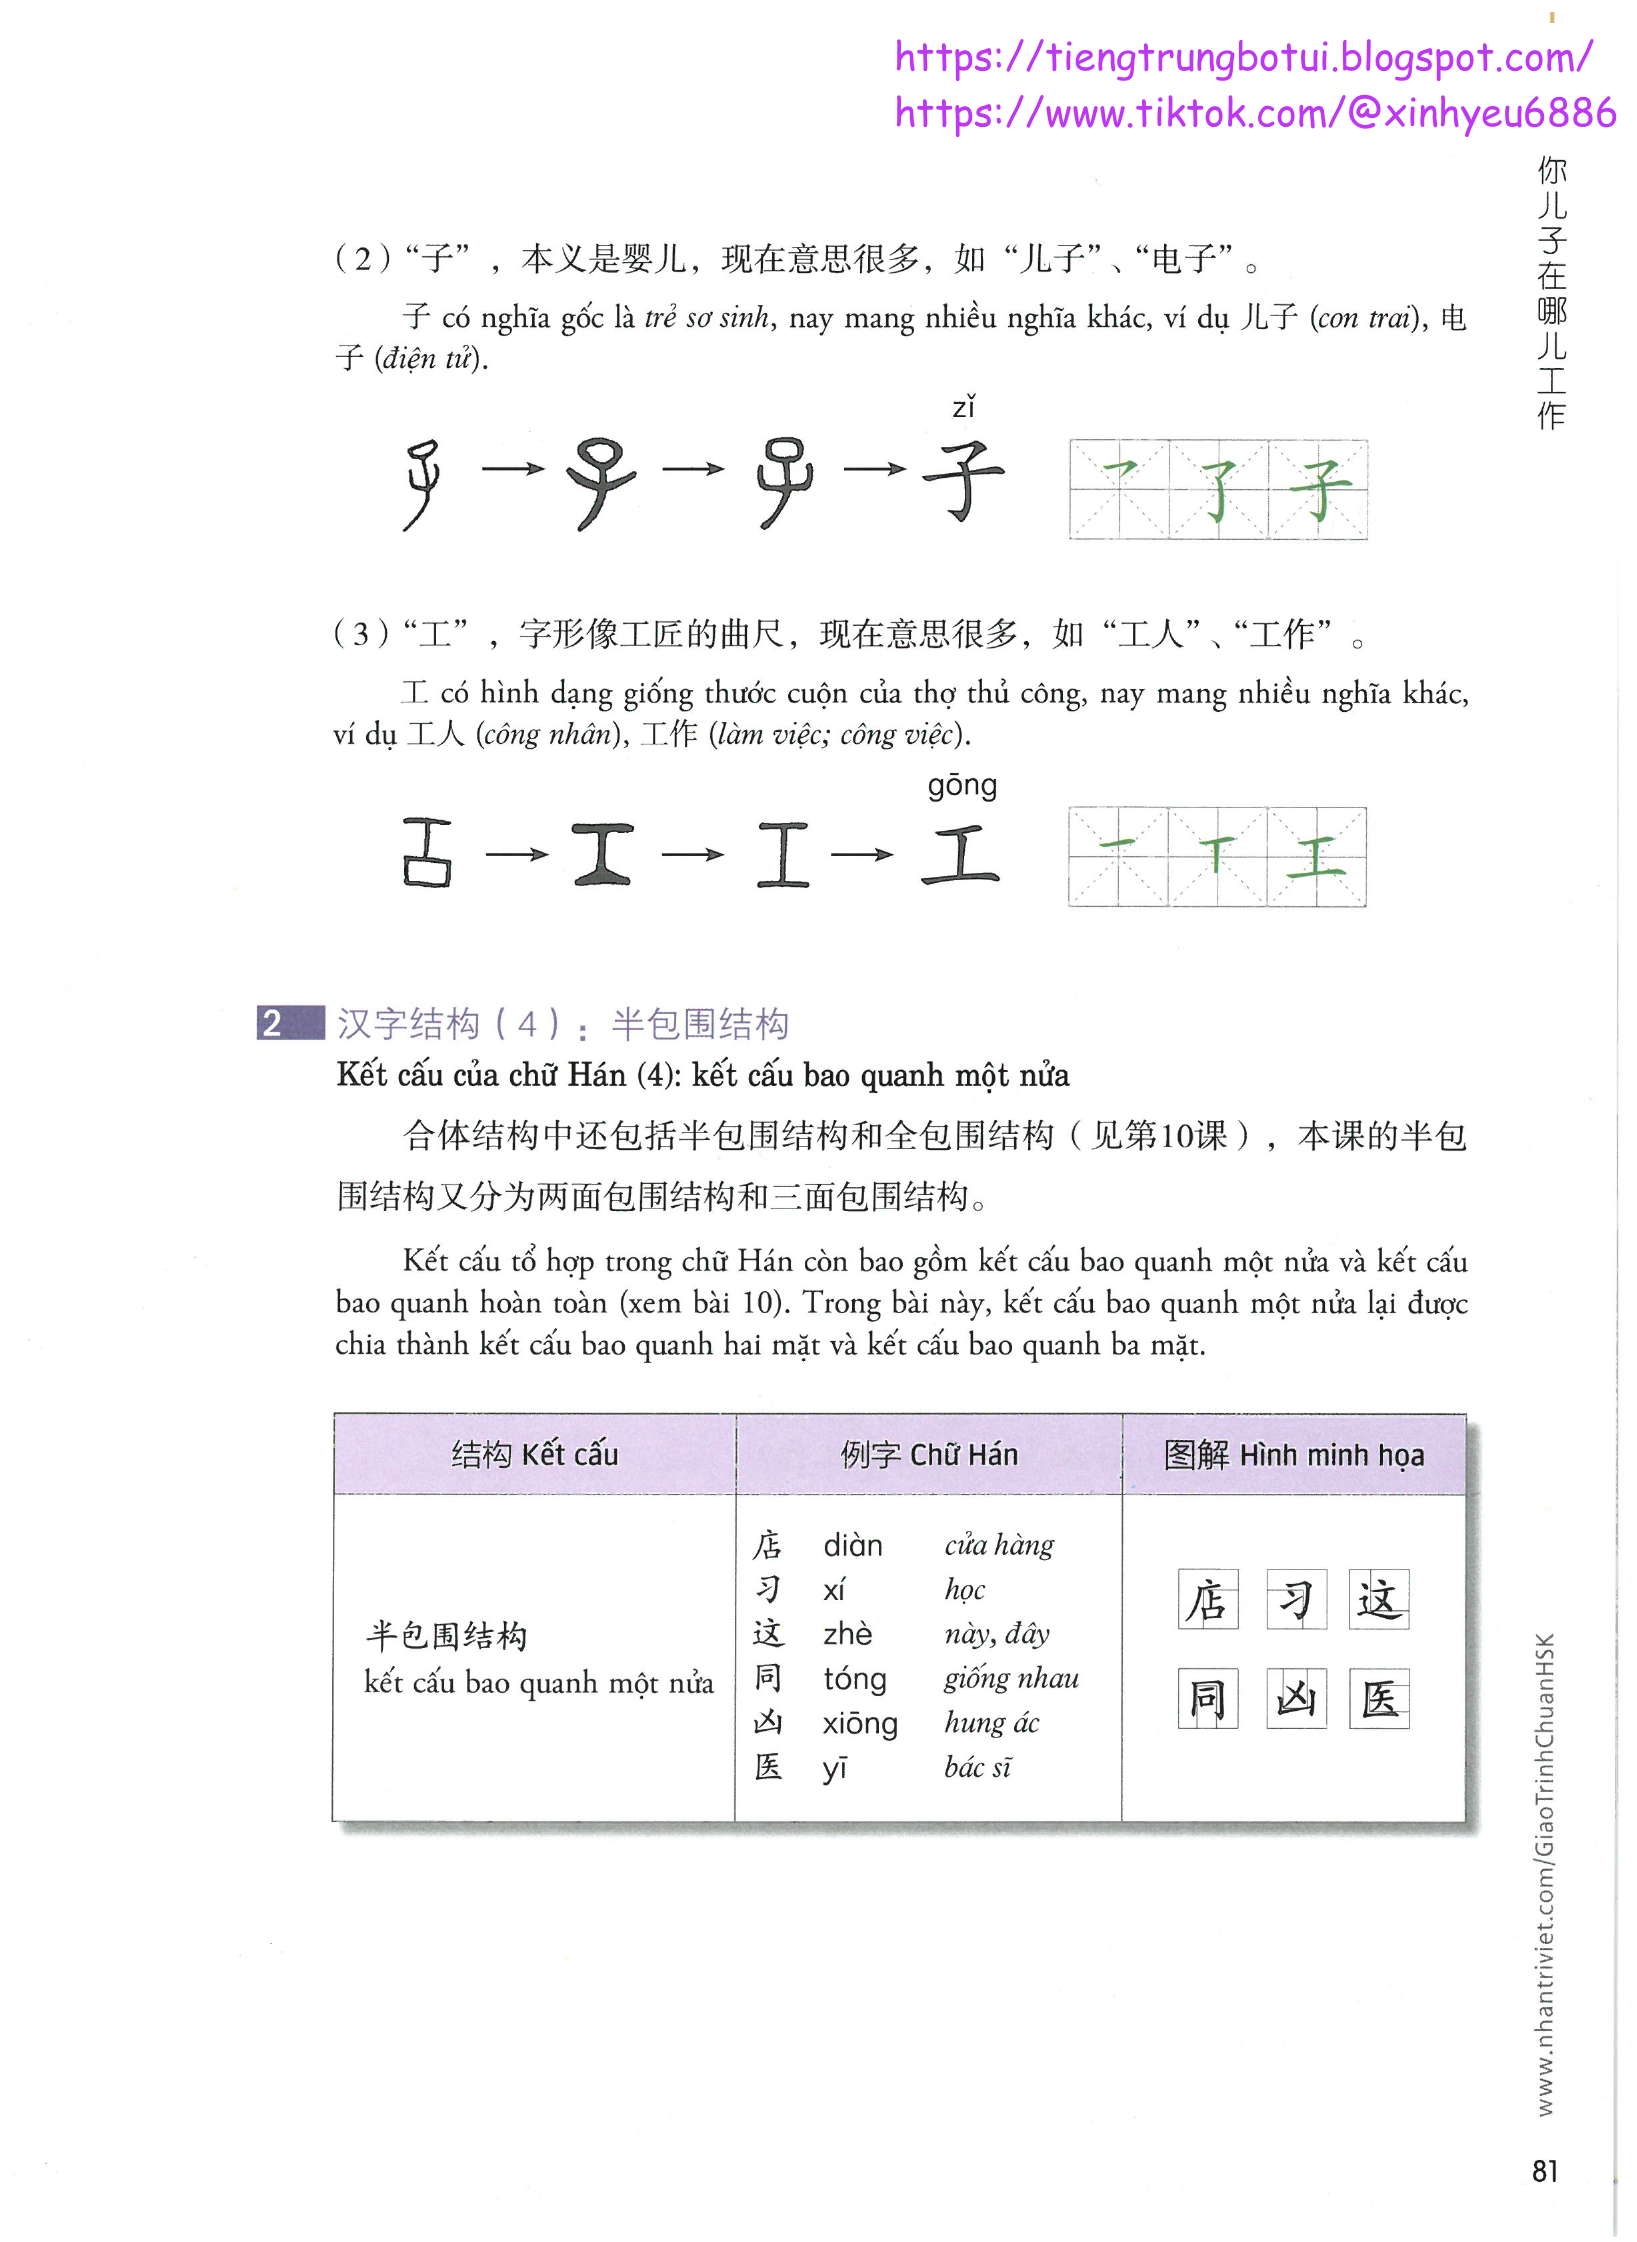 https://tiengtrungbotui.blogspot.com/
https://www.tiktok.com/@xinhyeu6886
你儿子在哪儿工作
（2）“子”，本义是婴儿，现在意思很多，如“儿子”、“电子”。
子 có nghĩa gốc là trẻ sơ sinh, nay mang nhiều nghĩa khác, ví dụ 儿子 (con trai), 电
子 (điện tử).
zǐ
子
（3）“工”，字形像工匠的曲尺，现在意思很多，如“工人”、“工作”。
工 có hình dạng giống thước cuộn của thợ thủ công, nay mang nhiều nghĩa khác,
ví dụ 工人 (công nhân), 工作 (làm việc; công việc).
gōng
工
2 汉字结构（4）：半包围结构
Kết cấu của chữ Hán (4): kết cấu bao quanh một nửa
合体结构中还包括半包围结构和全包围结构（见第10课），本课的半包
围结构又分为两面包围结构和三面包围结构。
Kết cấu tổ hợp trong chữ Hán còn bao gồm kết cấu bao quanh một nửa và kết cấu
bao quanh hoàn toàn (xem bài 10). Trong bài này, kết cấu bao quanh một nửa lại được
chia thành kết cấu bao quanh hai mặt và kết cấu bao quanh ba mặt.
结构 Kết cấu 例字 Chữ Hán 图解 Hình minh họa
半包围结构
kết cấu bao quanh một nửa
店 diàn cửa hàng
习 xí học
这 zhè này, đây
同 tóng giống nhau
凶 xiōng hung ác
医 yī bác sĩ
店 习 这
同 凶 医
www.nhantriviet.com/GiaoTrinhChuanHSK
81